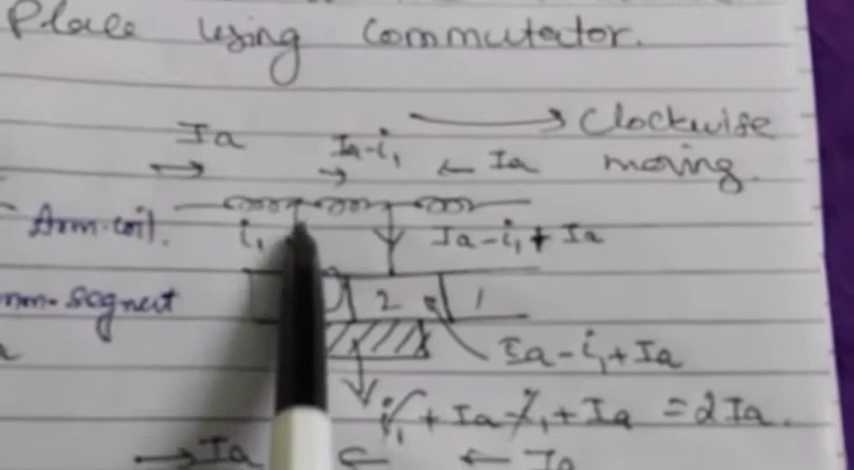 Place using Commutator.
Ia Ia-i₁ → Clockwise
→ → ← Ia moving.
Arm. coil. i₁ Ia-i₁+Ia
mm. Segment 2 1
Ia-i₁+Ia
i₁+Ia-i₁+Ia = 2Ia.
→ Ia ← ← Ia